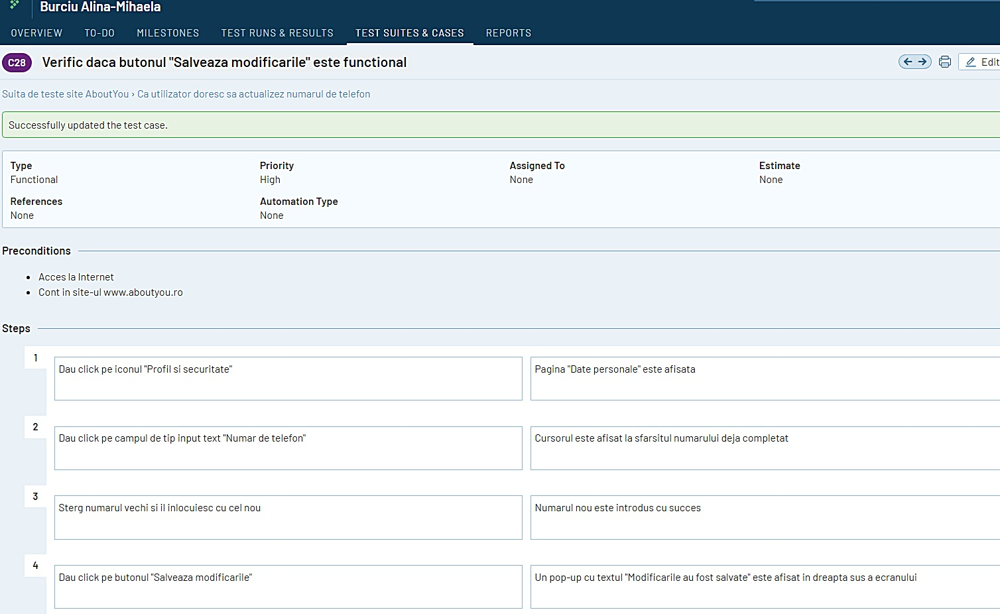 Burciu Alina-Mihaela
OVERVIEW TO-DO MILESTONES TEST RUNS & RESULTS TEST SUITES & CASES REPORTS
C28 Verific daca butonul "Salveaza modificarile" este functional
Edit
Suita de teste site AboutYou › Ca utilizator doresc sa actualizez numarul de telefon
Successfully updated the test case.
Type Priority Assigned To Estimate
Functional High None None
References Automation Type
None None
Preconditions
• Acces la Internet
• Cont in site-ul www.aboutyou.ro
Steps
1
Dau click pe iconul "Profil si securitate" Pagina "Date personale" este afisata
2
Dau click pe campul de tip input text "Numar de telefon" Cursorul este afisat la sfarsitul numarului deja completat
3
Sterg numarul vechi si il inlocuiesc cu cel nou Numarul nou este introdus cu succes
4
Dau click pe butonul "Salveaza modificarile" Un pop-up cu textul "Modificarile au fost salvate" este afisat in dreapta sus a ecranului